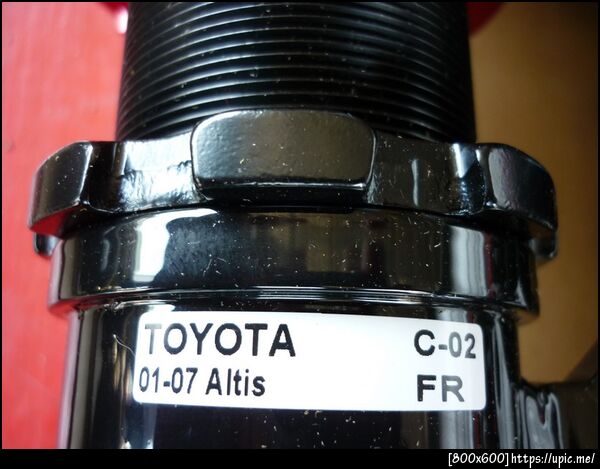 TOYOTA C-02
01-07 Altis FR
[800x600]https://upic.me/